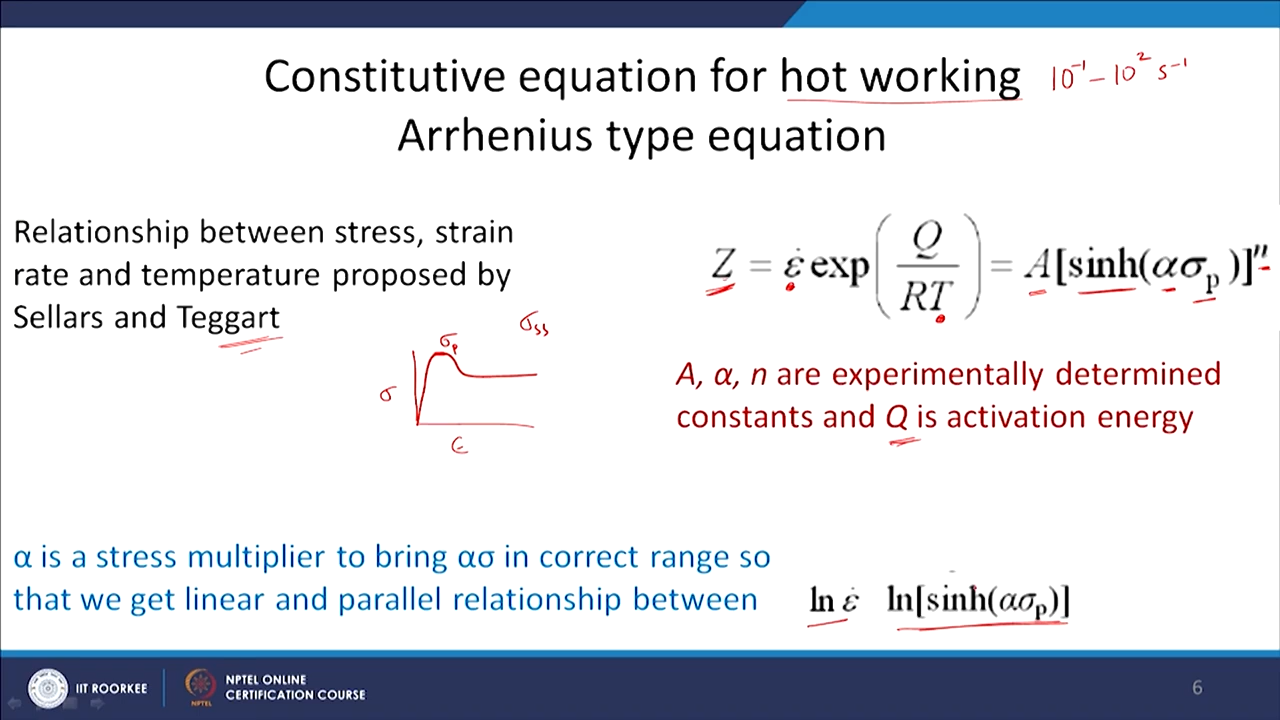 Constitutive equation for hot working 10⁻¹ – 10² s⁻¹
Arrhenius type equation
Relationship between stress, strain
rate and temperature proposed by
Sellars and Teggart
Z = ε̇ exp(Q/RT) = A[sinh(ασₚ)]ⁿ
σₚ
σss
σ
ε
A, α, n are experimentally determined
constants and Q is activation energy
α is a stress multiplier to bring ασ in correct range so
that we get linear and parallel relationship between
ln ε̇ ln[sinh(ασₚ)]
IIT ROORKEE
NPTEL ONLINE
CERTIFICATION COURSE
NPTEL
6